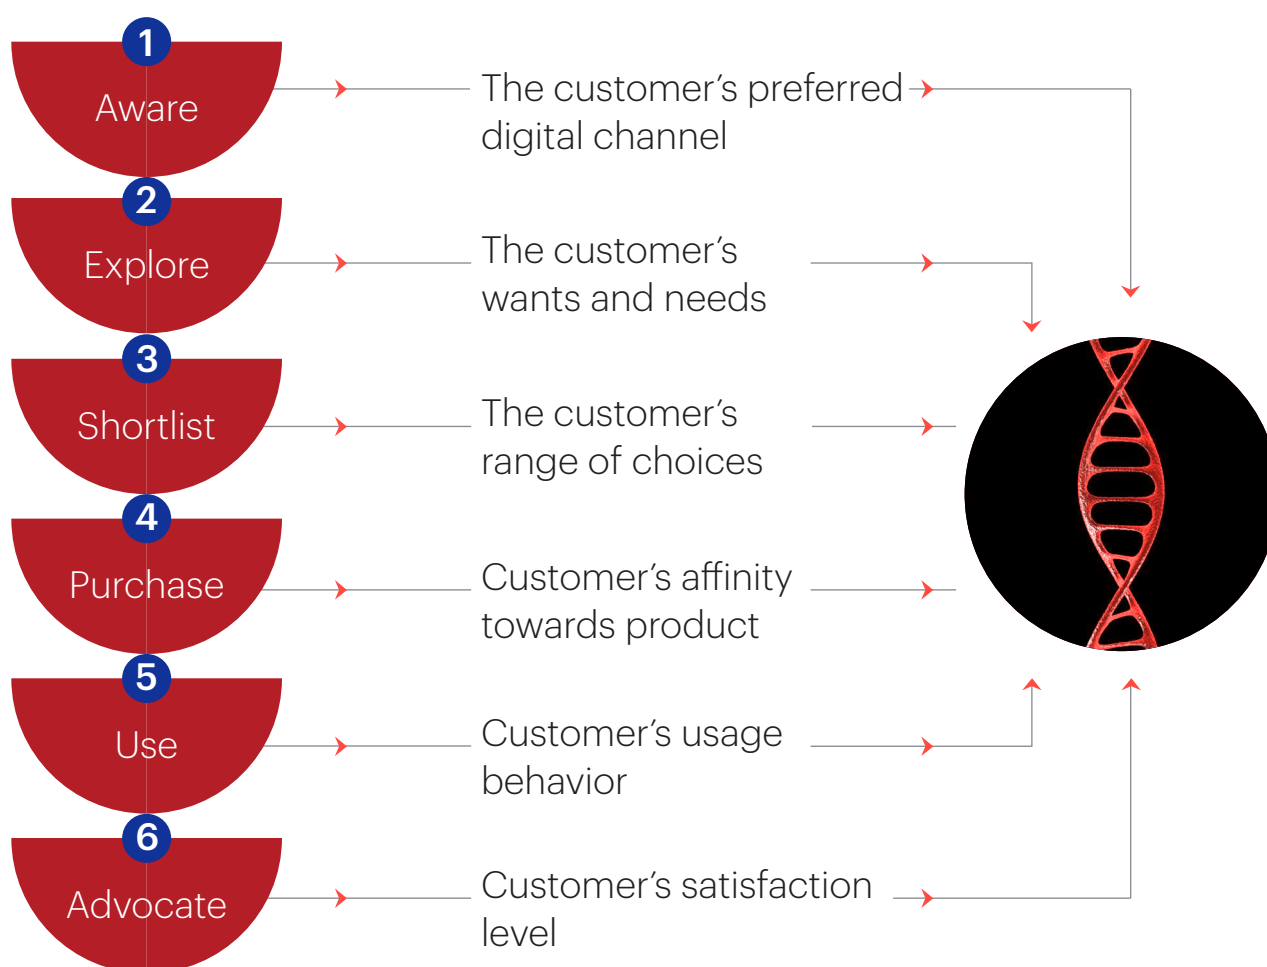 1
Aware
The customer’s preferred
digital channel
2
Explore
The customer’s
wants and needs
3
Shortlist
The customer’s
range of choices
4
Purchase
Customer’s affinity
towards product
5
Use
Customer’s usage
behavior
6
Advocate
Customer’s satisfaction
level